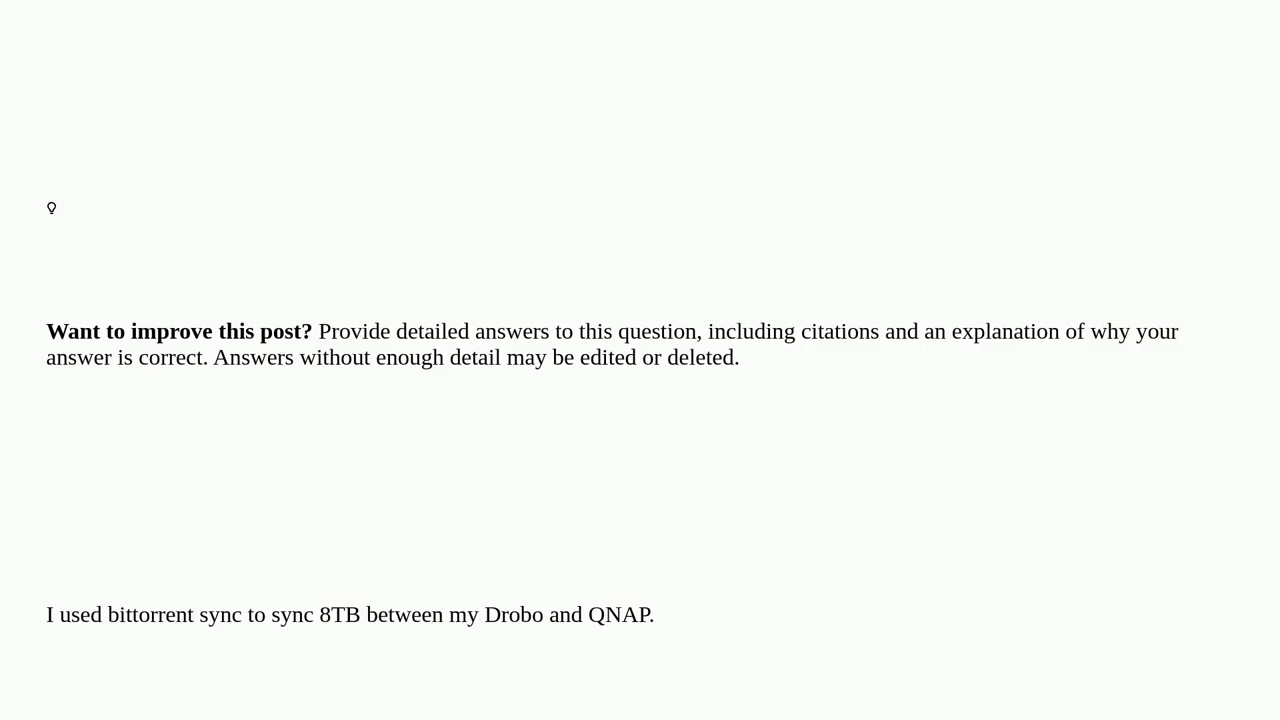 Want to improve this post? Provide detailed answers to this question, including citations and an explanation of why your
answer is correct. Answers without enough detail may be edited or deleted.
I used bittorrent sync to sync 8TB between my Drobo and QNAP.